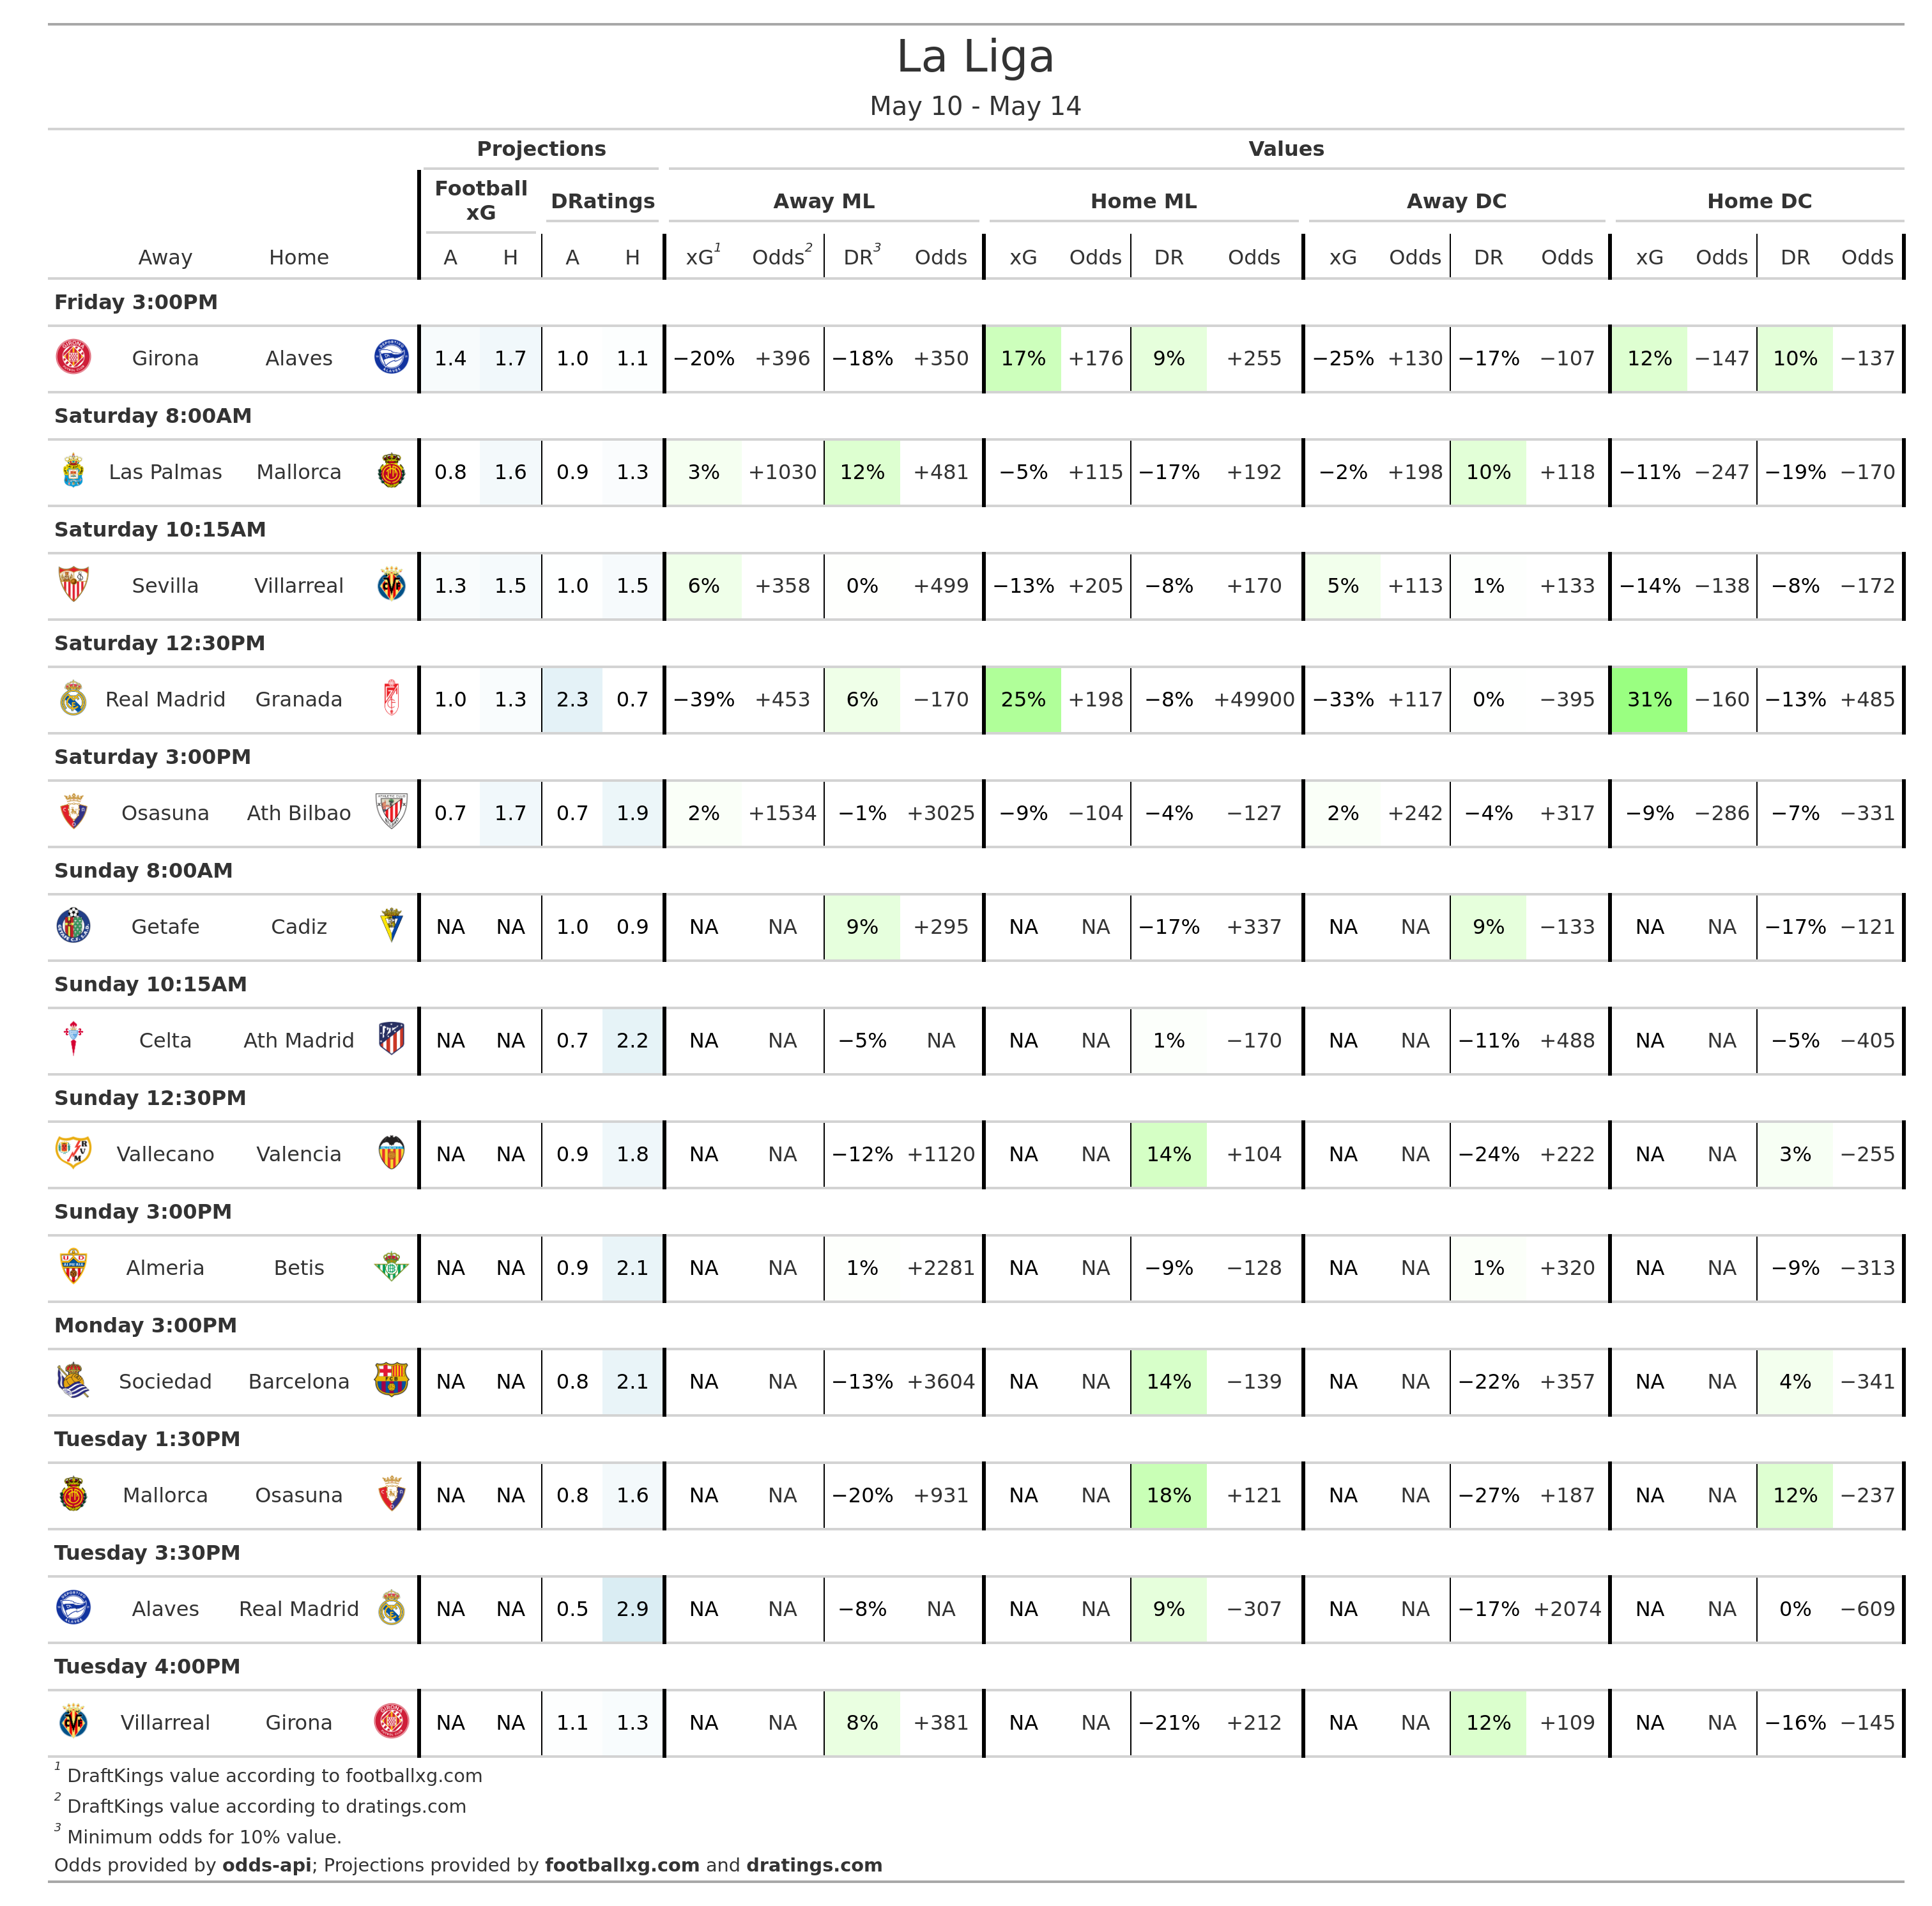 La Liga
May 10 - May 14
Projections Values
Football xG DRatings Away ML Home ML Away DC Home DC
Away Home A H A H xG1 Odds2 DR3 Odds xG Odds DR Odds xG Odds DR Odds xG Odds DR Odds
Friday 3:00PM
Girona Alaves 1.4 1.7 1.0 1.1 −20% +396 −18% +350 17% +176 9% +255 −25% +130 −17% −107 12% −147 10% −137
Saturday 8:00AM
Las Palmas Mallorca 0.8 1.6 0.9 1.3 3% +1030 12% +481 −5% +115 −17% +192 −2% +198 10% +118 −11% −247 −19% −170
Saturday 10:15AM
Sevilla Villarreal 1.3 1.5 1.0 1.5 6% +358 0% +499 −13% +205 −8% +170 5% +113 1% +133 −14% −138 −8% −172
Saturday 12:30PM
Real Madrid Granada 1.0 1.3 2.3 0.7 −39% +453 6% −170 25% +198 −8% +49900 −33% +117 0% −395 31% −160 −13% +485
Saturday 3:00PM
Osasuna Ath Bilbao 0.7 1.7 0.7 1.9 2% +1534 −1% +3025 −9% −104 −4% −127 2% +242 −4% +317 −9% −286 −7% −331
Sunday 8:00AM
Getafe Cadiz NA NA 1.0 0.9 NA NA 9% +295 NA NA −17% +337 NA NA 9% −133 NA NA −17% −121
Sunday 10:15AM
Celta Ath Madrid NA NA 0.7 2.2 NA NA −5% NA NA NA 1% −170 NA NA −11% +488 NA NA −5% −405
Sunday 12:30PM
Vallecano Valencia NA NA 0.9 1.8 NA NA −12% +1120 NA NA 14% +104 NA NA −24% +222 NA NA 3% −255
Sunday 3:00PM
Almeria Betis NA NA 0.9 2.1 NA NA 1% +2281 NA NA −9% −128 NA NA 1% +320 NA NA −9% −313
Monday 3:00PM
Sociedad Barcelona NA NA 0.8 2.1 NA NA −13% +3604 NA NA 14% −139 NA NA −22% +357 NA NA 4% −341
Tuesday 1:30PM
Mallorca Osasuna NA NA 0.8 1.6 NA NA −20% +931 NA NA 18% +121 NA NA −27% +187 NA NA 12% −237
Tuesday 3:30PM
Alaves Real Madrid NA NA 0.5 2.9 NA NA −8% NA NA NA 9% −307 NA NA −17% +2074 NA NA 0% −609
Tuesday 4:00PM
Villarreal Girona NA NA 1.1 1.3 NA NA 8% +381 NA NA −21% +212 NA NA 12% +109 NA NA −16% −145
1 DraftKings value according to footballxg.com
2 DraftKings value according to dratings.com
3 Minimum odds for 10% value.
Odds provided by odds-api; Projections provided by footballxg.com and dratings.com